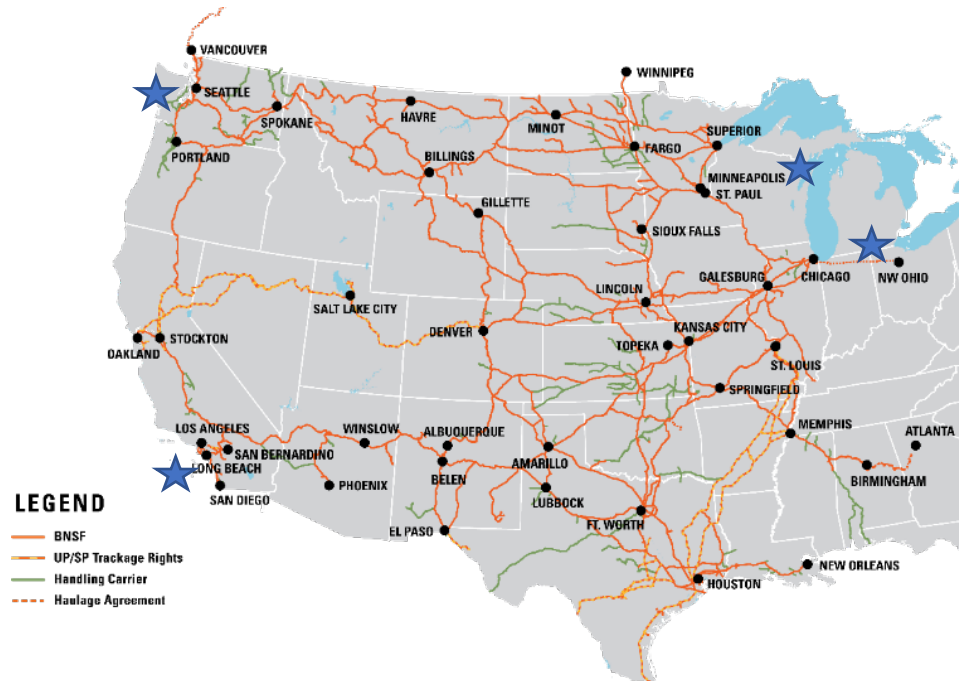 VANCOUVER
WINNIPEG
SEATTLE
SPOKANE
HAVRE
MINOT
SUPERIOR
PORTLAND
FARGO
BILLINGS
MINNEAPOLIS
ST. PAUL
GILLETTE
SIOUX FALLS
CHICAGO
NW OHIO
GALESBURG
LINCOLN
SALT LAKE CITY
OAKLAND
STOCKTON
DENVER
KANSAS CITY
TOPEKA
ST. LOUIS
SPRINGFIELD
LOS ANGELES
SAN BERNARDINO
LONG BEACH
SAN DIEGO
WINSLOW
ALBUQUERQUE
MEMPHIS
ATLANTA
PHOENIX
BELEN
AMARILLO
BIRMINGHAM
LUBBOCK
EL PASO
FT. WORTH
NEW ORLEANS
HOUSTON
LEGEND
BNSF
UP/SP Trackage Rights
Handling Carrier
Haulage Agreement